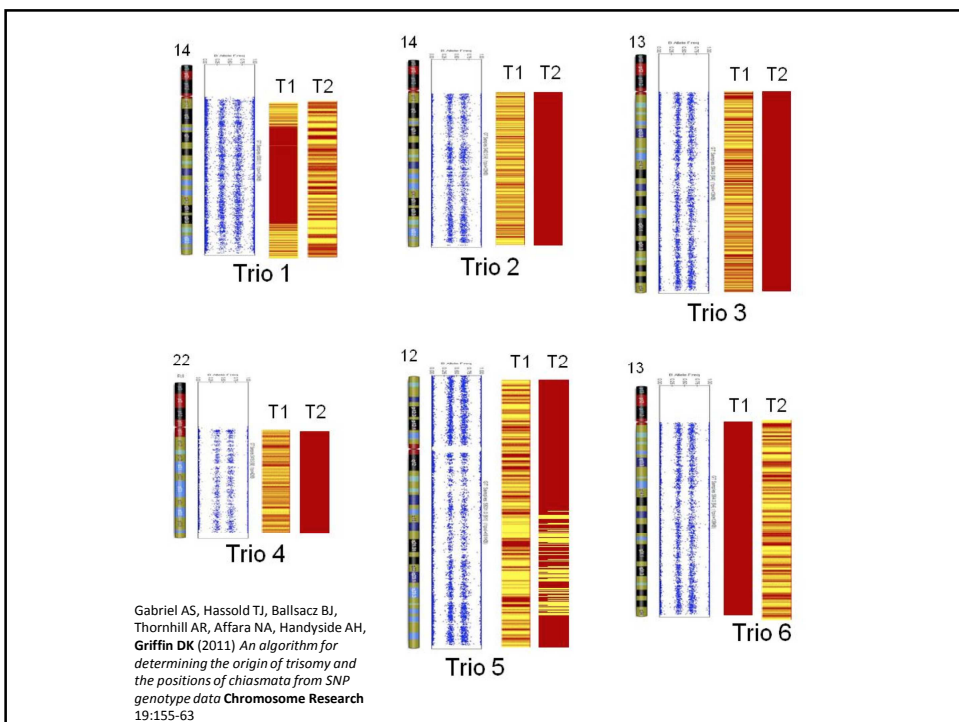 14
T1 T2
Trio 1
14
T1 T2
Trio 2
13
T1 T2
Trio 3
22
T1 T2
Trio 4
12
T1 T2
Trio 5
13
T1 T2
Trio 6
Gabriel AS, Hassold TJ, Ballsacz BJ,
Thornhill AR, Affara NA, Handyside AH,
Griffin DK (2011) An algorithm for
determining the origin of trisomy and
the positions of chiasmata from SNP
genotype data Chromosome Research
19:155-63